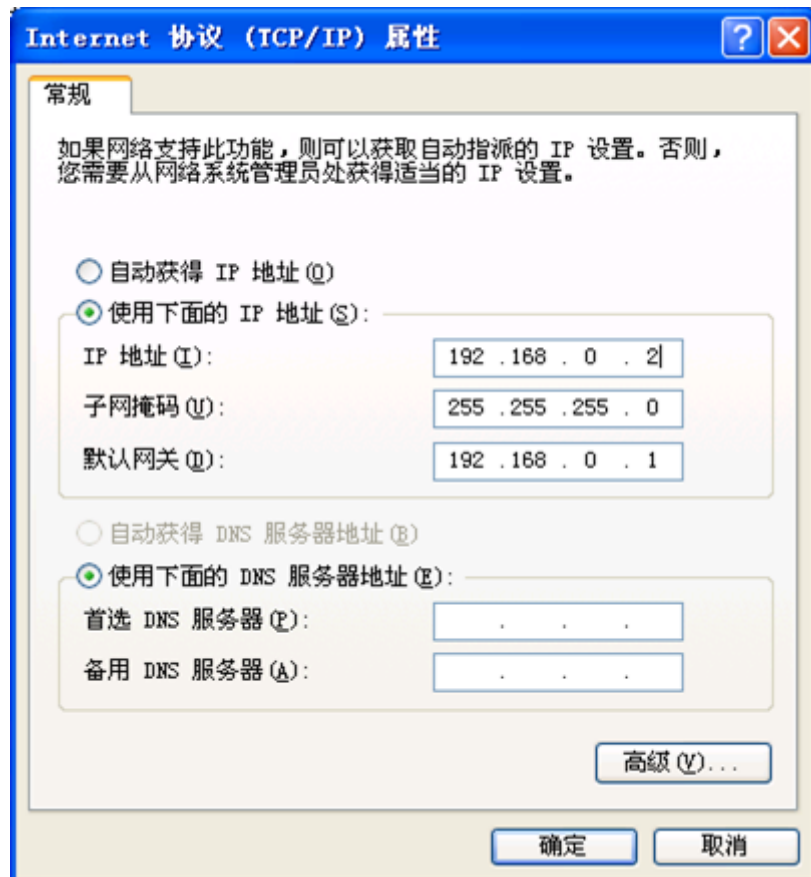 Internet 协议 (TCP/IP) 属性
常规
如果网络支持此功能，则可以获取自动指派的 IP 设置。否则，
您需要从网络系统管理员处获得适当的 IP 设置。
自动获得 IP 地址(O)
使用下面的 IP 地址(S):
IP 地址(I): 192 .168 . 0 . 2
子网掩码(U): 255 .255 .255 . 0
默认网关(D): 192 .168 . 0 . 1
自动获得 DNS 服务器地址(B)
使用下面的 DNS 服务器地址(E):
首选 DNS 服务器(P): . . .
备用 DNS 服务器(A): . . .
高级(V)...
确定 取消